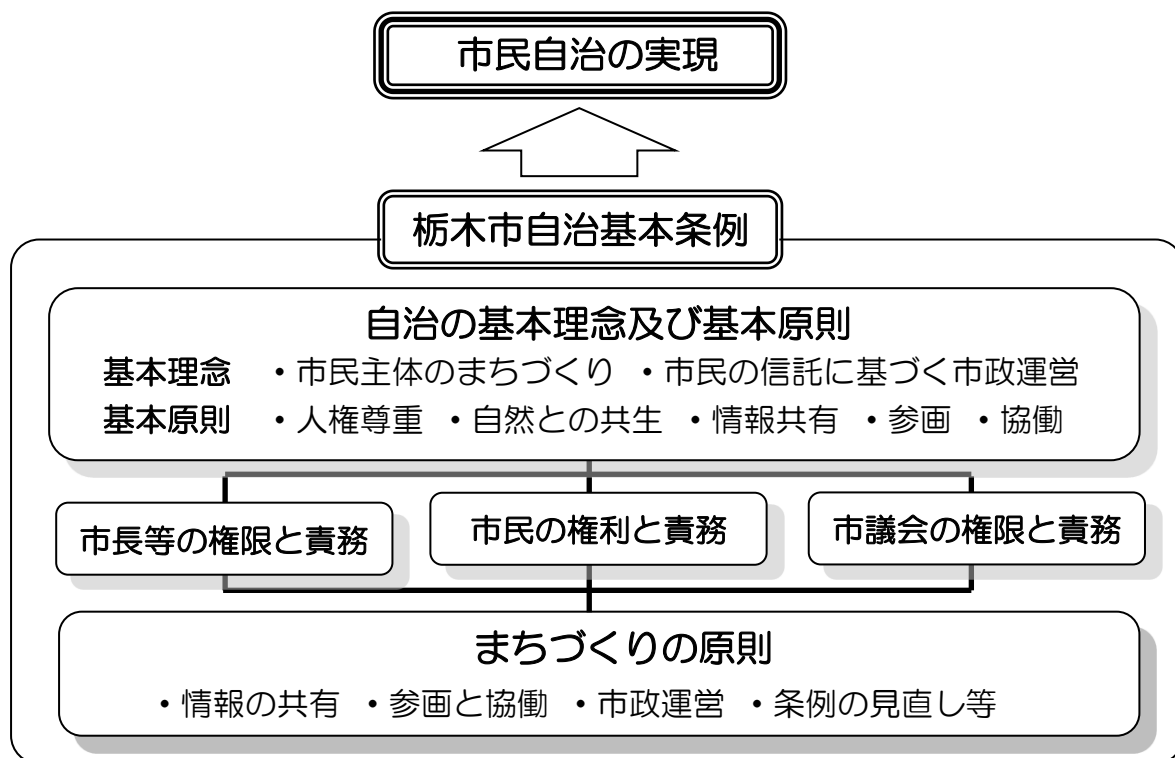 市民自治の実現
栃木市自治基本条例
自治の基本理念及び基本原則
基本理念 ・市民主体のまちづくり ・市民の信託に基づく市政運営
基本原則 ・人権尊重 ・自然との共生 ・情報共有 ・参画 ・協働
市長等の権限と責務 市民の権利と責務 市議会の権限と責務
まちづくりの原則
・情報の共有 ・参画と協働 ・市政運営 ・条例の見直し等